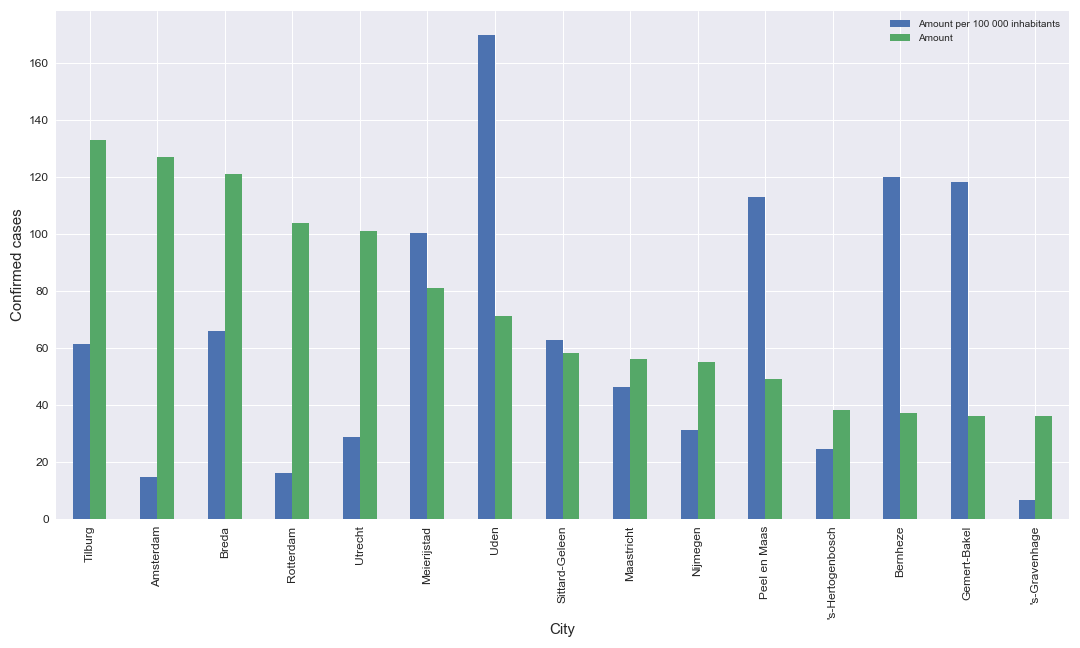 Amount per 100 000 inhabitants
Amount
Confirmed cases
160
140
120
100
80
60
40
20
0
Tilburg
Amsterdam
Breda
Rotterdam
Utrecht
Meierijstad
Uden
Sittard-Geleen
Maastricht
Nijmegen
Peel en Maas
's-Hertogenbosch
Bernheze
Gemert-Bakel
's-Gravenhage
City